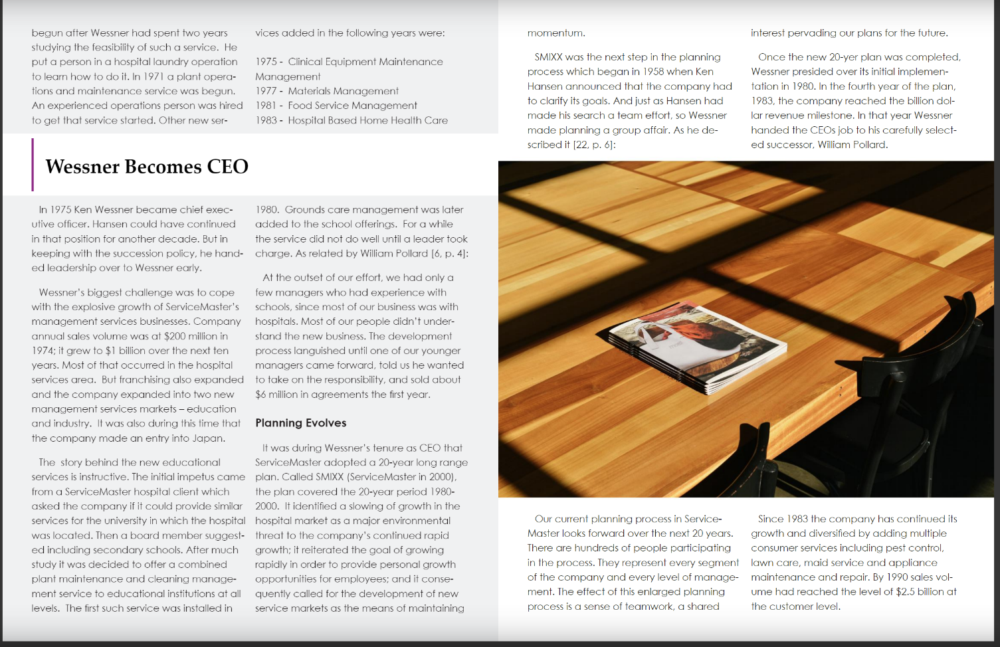 begun after Wessner had spent two years
studying the feasibility of such a service.  He
put a person in a hospital laundry operation
to learn how to do it. In 1971 a plant opera-
tions and maintenance service was begun.
An experienced operations person was hired
to get that service started. Other new ser-
vices added in the following years were:
1975 -  Clinical Equipment Maintenance
Management
1977 -  Materials Management
1981 -  Food Service Management
1983 -  Hospital Based Home Health Care
Wessner Becomes CEO
In 1975 Ken Wessner became chief exec-
utive officer. Hansen could have continued
in that position for another decade. But in
keeping with the succession policy, he hand-
ed leadership over to Wessner early.
Wessner's biggest challenge was to cope
with the explosive growth of ServiceMaster's
management services businesses. Company
annual sales volume was at $200 million in
1974; it grew to $1 billion over the next ten
years. Most of that occurred in the hospital
services area.  But franchising also expanded
and the company expanded into two new
management services markets – education
and industry.  It was also during this time that
the company made an entry into Japan.
The  story behind the new educational
services is instructive. The initial impetus came
from a ServiceMaster hospital client which
asked the company if it could provide similar
services for the university in which the hospital
was located. Then a board member suggest-
ed including secondary schools. After much
study it was decided to offer a combined
plant maintenance and cleaning manage-
ment service to educational institutions at all
levels.  The first such service was installed in
1980.  Grounds care management was later
added to the school offerings.  For a while
the service did not do well until a leader took
charge. As related by William Pollard [6, p. 4]:
At the outset of our effort, we had only a
few managers who had experience with
schools, since most of our business was with
hospitals. Most of our people didn't under-
stand the new business. The development
process languished until one of our younger
managers came forward, told us he wanted
to take on the responsibility, and sold about
$6 million in agreements the first year.
Planning Evolves
It was during Wessner's tenure as CEO that
ServiceMaster adopted a 20-year long range
plan. Called SMIXX (ServiceMaster in 2000),
the plan covered the 20-year period 1980-
2000.  It identified a slowing of growth in the
hospital market as a major environmental
threat to the company's continued rapid
growth; it reiterated the goal of growing
rapidly in order to provide personal growth
opportunities for employees; and it conse-
quently called for the development of new
service markets as the means of maintaining
momentum.
SMIXX was the next step in the planning
process which began in 1958 when Ken
Hansen announced that the company had
to clarify its goals. And just as Hansen had
made his search a team effort, so Wessner
made planning a group affair. As he de-
scribed it [22, p. 6]:
Our current planning process in Service-
Master looks forward over the next 20 years.
There are hundreds of people participating
in the process. They represent every segment
of the company and every level of manage-
ment. The effect of this enlarged planning
process is a sense of teamwork, a shared
interest pervading our plans for the future.
Once the new 20-yer plan was completed,
Wessner presided over its initial implemen-
tation in 1980. In the fourth year of the plan,
1983, the company reached the billion dol-
lar revenue milestone. In that year Wessner
handed the CEOs job to his carefully select-
ed successor, William Pollard.
Since 1983 the company has continued its
growth and diversified by adding multiple
consumer services including pest control,
lawn care, maid service and appliance
maintenance and repair. By 1990 sales vol-
ume had reached the level of $2.5 billion at
the customer level.